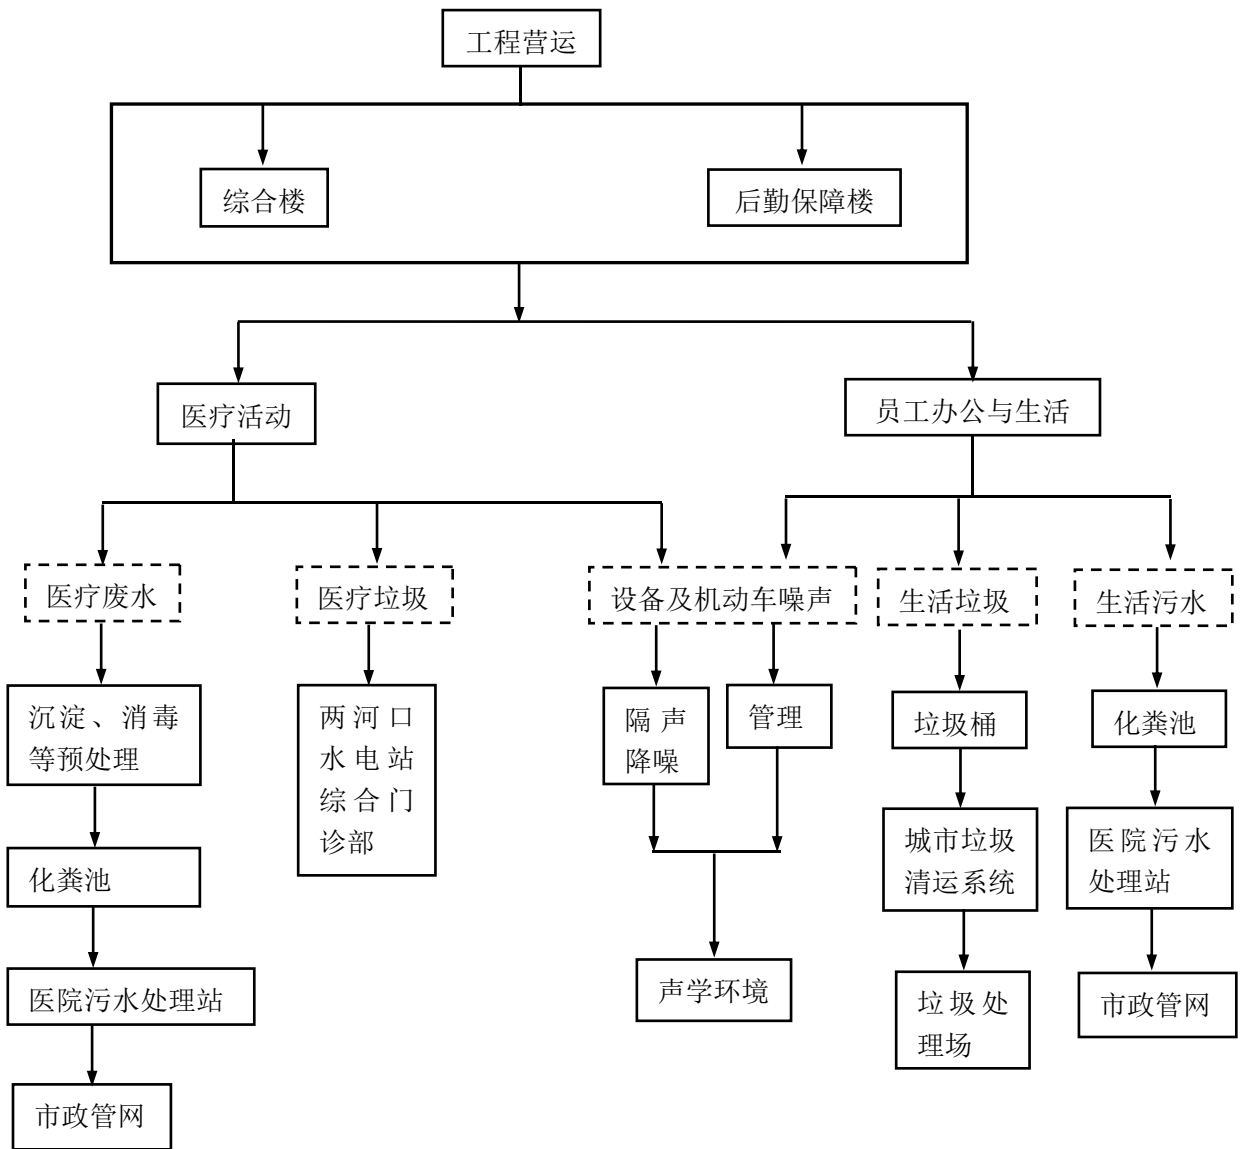 工程营运
综合楼
后勤保障楼
医疗活动
员工办公与生活
医疗废水
医疗垃圾
设备及机动车噪声
生活垃圾
生活污水
沉淀、消毒
等预处理
两河口
水电站
综合门
诊部
隔声
降噪
管理
垃圾桶
化粪池
城市垃圾
清运系统
医院污水
处理站
化粪池
声学环境
垃圾处
理场
市政管网
医院污水处理站
市政管网